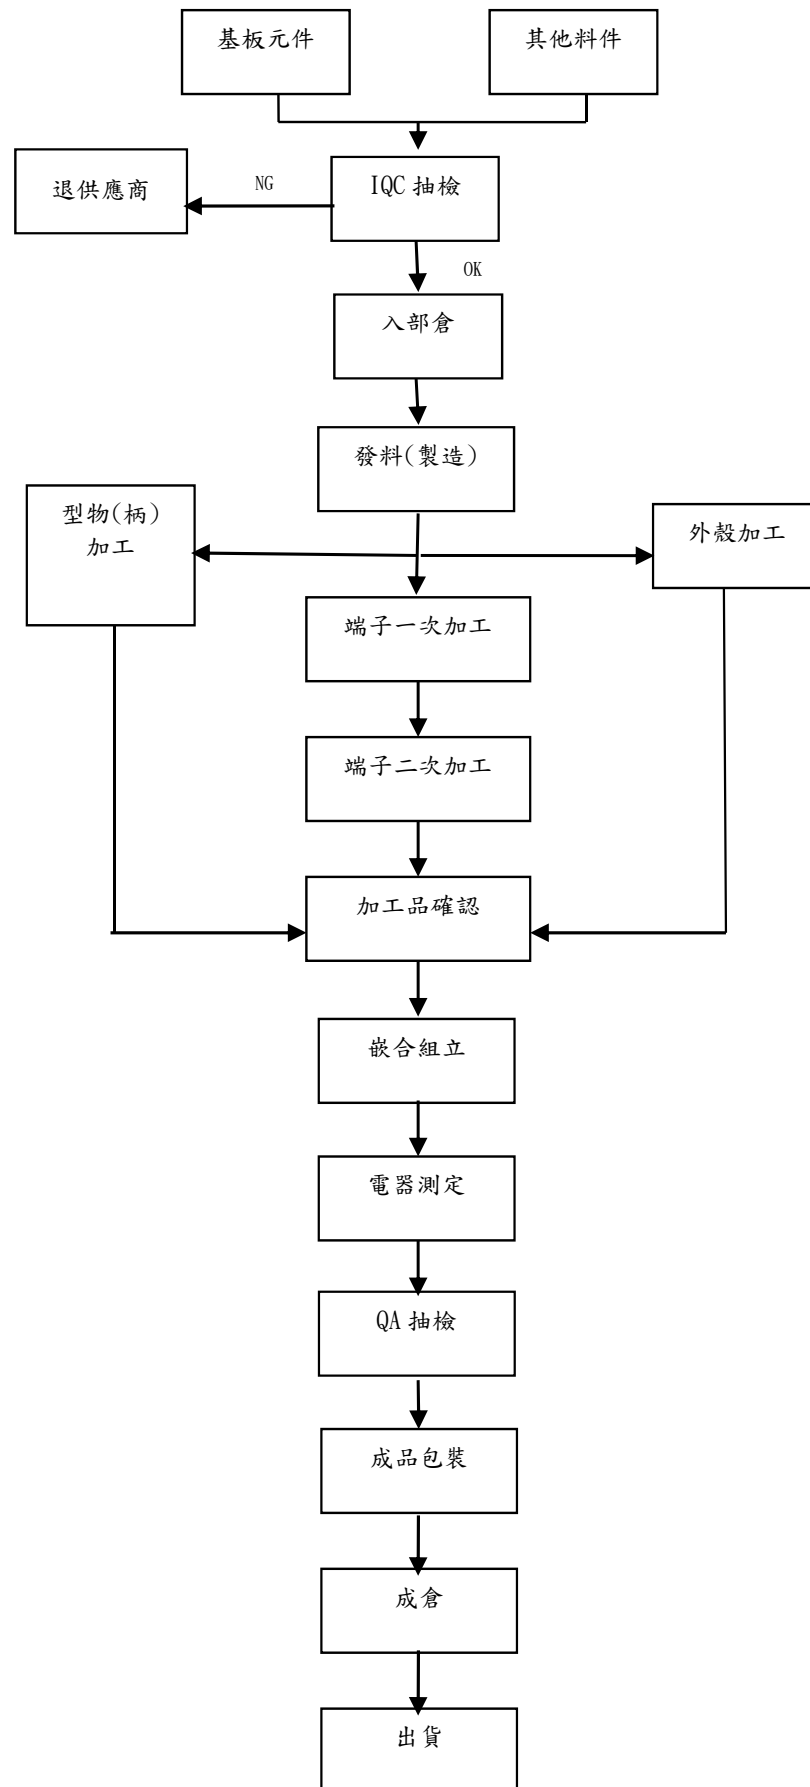 基板元件
其他料件
退供應商
NG
IQC 抽檢
OK
入部倉
發料(製造)
型物(柄)
加工
外殼加工
端子一次加工
端子二次加工
加工品確認
嵌合組立
電器測定
QA 抽檢
成品包裝
成倉
出貨